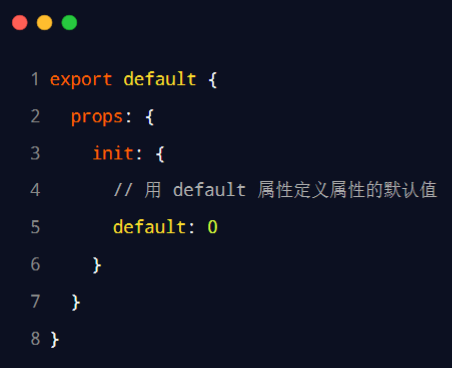 1 export default {
2   props: {
3     init: {
4       // 用 default 属性定义属性的默认值
5       default: 0
6     }
7   }
8 }